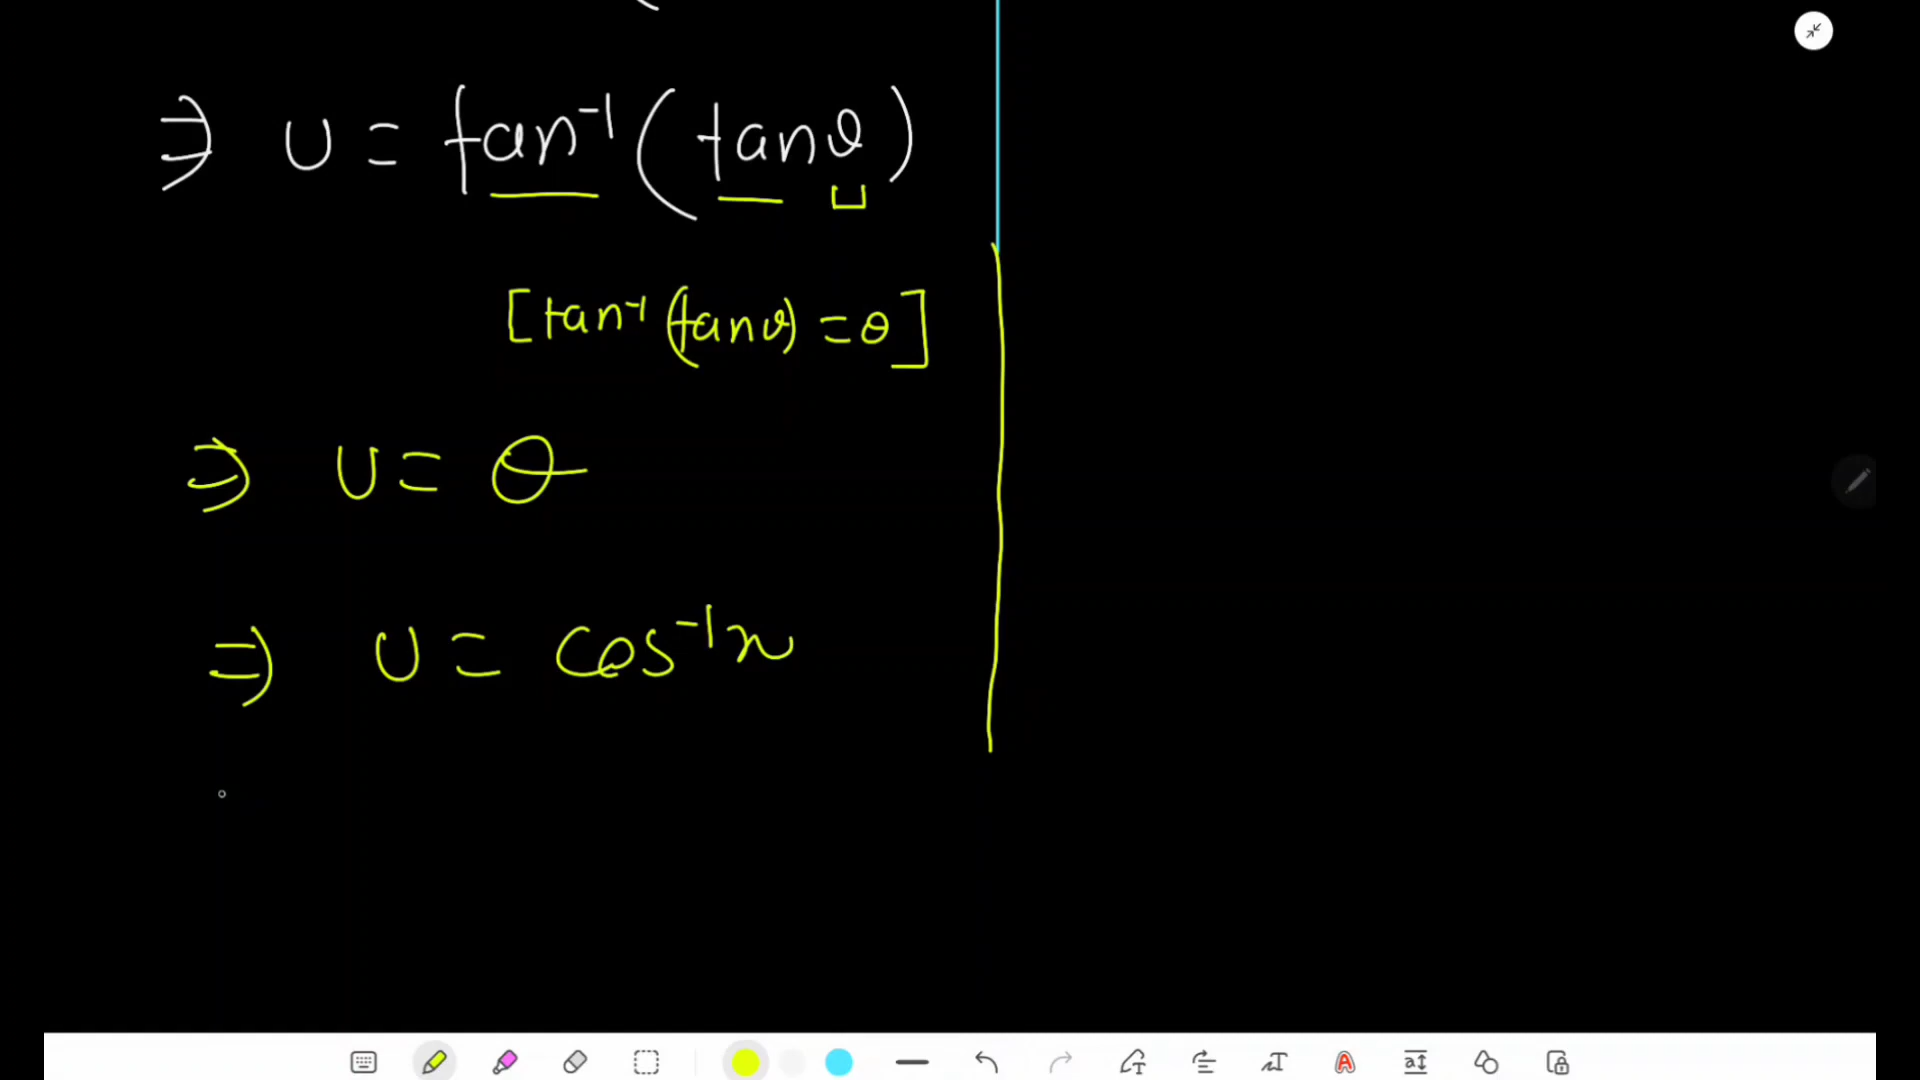 ⇒ U = tan⁻¹(tanθ)
[tan⁻¹(tanθ) = θ]
⇒ U = θ
⇒ U = cos⁻¹x